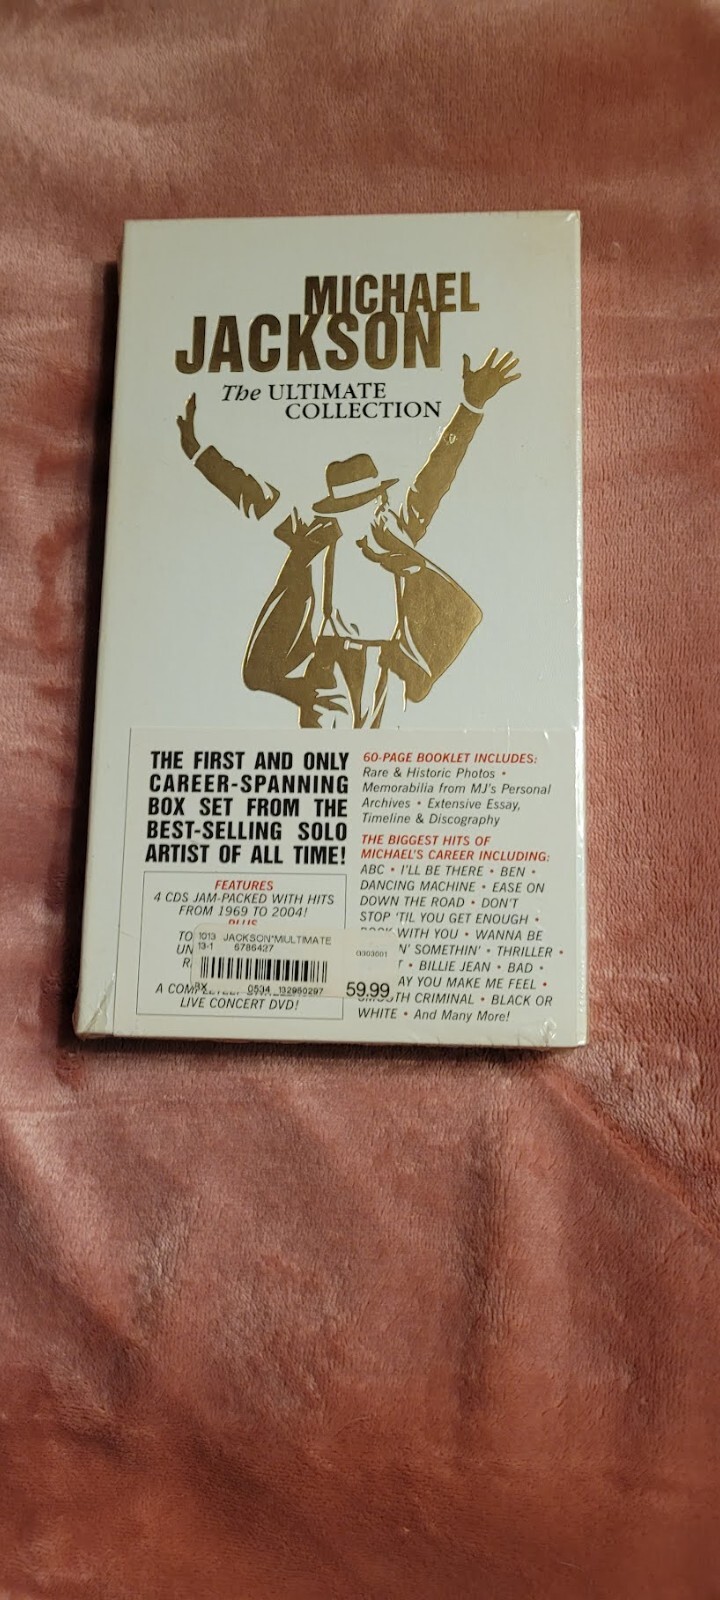 MICHAEL
JACKSON
The ULTIMATE
COLLECTION
THE FIRST AND ONLY
CAREER-SPANNING
BOX SET FROM THE
BEST-SELLING SOLO
ARTIST OF ALL TIME!
FEATURES
4 CDS JAM-PACKED WITH HITS
FROM 1969 TO 2004!
LIVE CONCERT DVD!
1013 JACKSON*MULTIMATE
13-1 6786427
59.99
60-PAGE BOOKLET INCLUDES:
Rare & Historic Photos •
Memorabilia from MJ's Personal
Archives • Extensive Essay,
Timeline & Discography
THE BIGGEST HITS OF
MICHAEL'S CAREER INCLUDING:
ABC • I'LL BE THERE • BEN •
DANCING MACHINE • EASE ON
DOWN THE ROAD • DON'T
STOP 'TIL YOU GET ENOUGH •
WITH YOU • WANNA BE
N' SOMETHIN' • THRILLER •
T • BILLIE JEAN • BAD •
AY YOU MAKE ME FEEL •
CRIMINAL • BLACK OR
WHITE • And Many More!